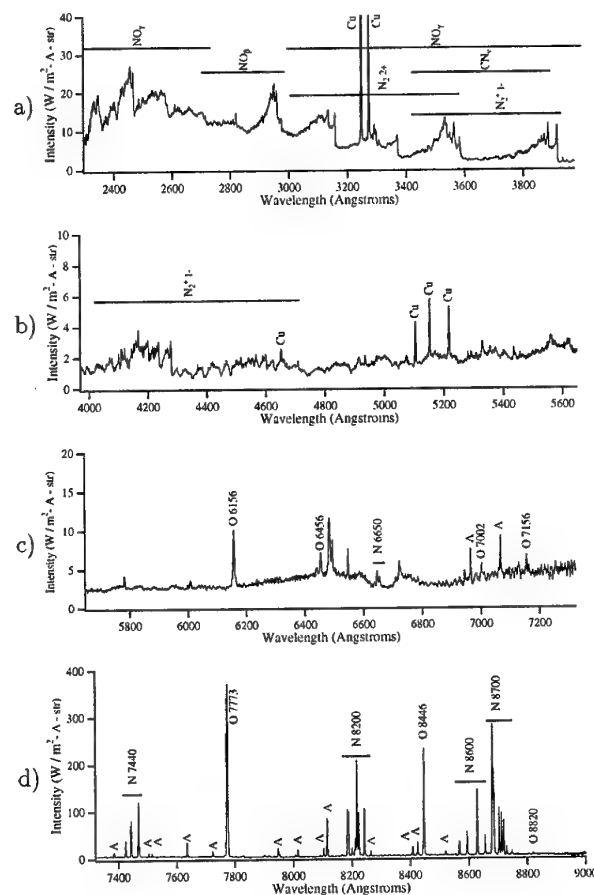 a)
Intensity (W / m²- A - str)
40
30
20
10
0
NOγ
NOβ
Cu
Cu
NOγ
N₂ 2+
CNv
N₂⁺ 1-
2400 2600 2800 3000 3200 3400 3600 3800
Wavelength (Angstroms)
b)
Intensity (W / m²- A - str)
10
8
6
4
2
0
N₂⁺ 1-
Cu
Cu
Cu
Cu
4000 4200 4400 4600 4800 5000 5200 5400 5600
Wavelength (Angstroms)
c)
Intensity (W / m²- A - str)
20
15
10
5
0
O 6156
O 6456
N 6650
A
O 7002
A
O 7156
5800 6000 6200 6400 6600 6800 7000 7200
Wavelength (Angstroms)
d)
Intensity (W / m²- A - str)
400
300
200
100
0
A
N 7440
A
A
A
A
O 7773
A
A
A
A
N 8200
A
A
A
O 8446
A
N 8600
N 8700
O 8820
7400 7600 7800 8000 8200 8400 8600 8800 9000
Wavelength (Angstroms)